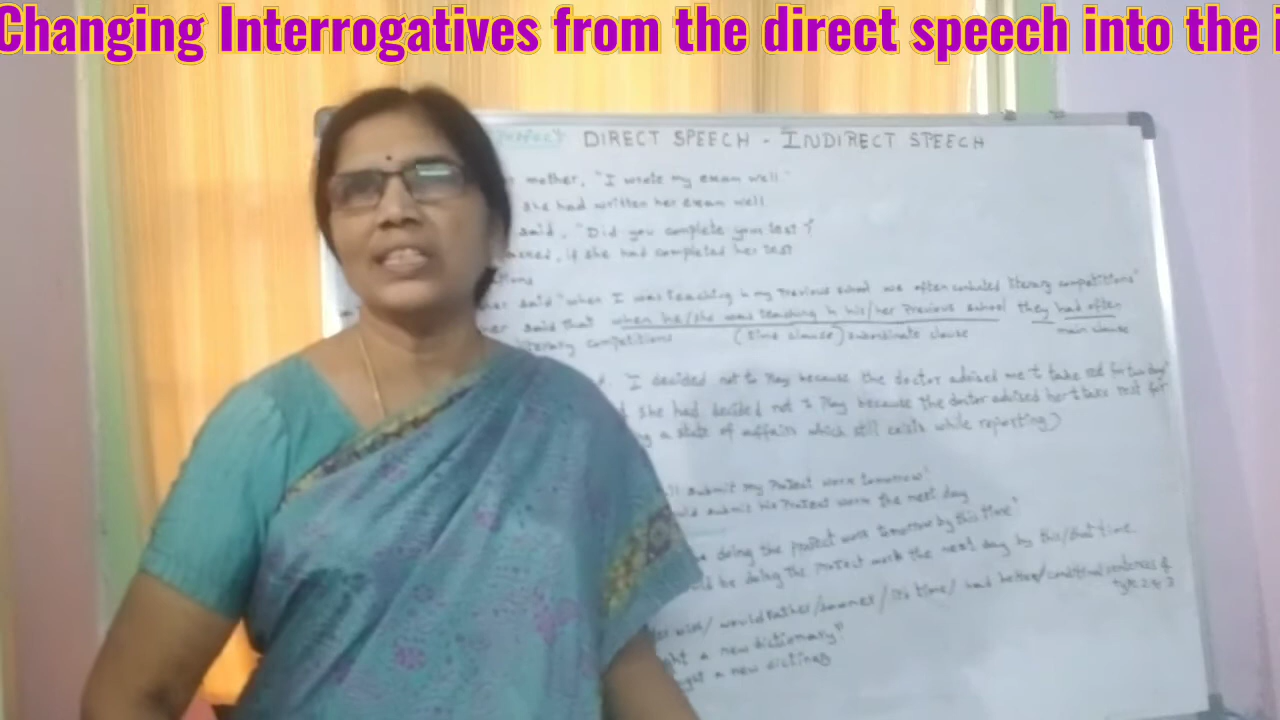 Changing Interrogatives from the direct speech into the
DIRECT SPEECH - INDIRECT SPEECH
mother, "I wrote my exam well."
she had written her exam well
said, "Did you complete your test?
asked, if she had completed her test
said "when I was teaching in my previous school we often literary competitions"
said that when he/she was teaching in his/her previous school they had often
literary competitions (time clause) subordinate clause main clause
I decided not to play because the doctor advised me to take rest for two days"
she had decided not to play because the doctor advised her to take rest for
a state of affairs which still exists while reporting)
submit my project work tomorrow"
submit his project work the next day
doing the project work tomorrow by this time"
be doing the project work the next day by this/that time.
wish/ would rather/ / it's time/ had better/ conditional sentences of
type 2 & 3
a new dictionary"
a new